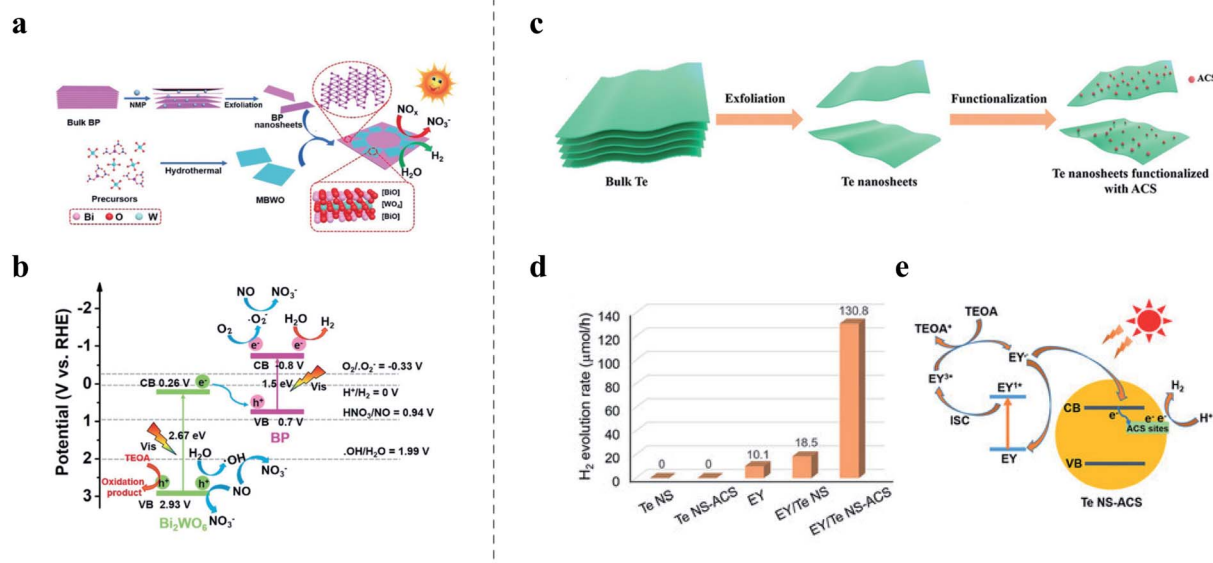 a
Bulk BP
NMP
Exfoliation
BP
nanosheets
NOx
NO3-
H2
H2O
Precursors
Hydrothermal
MBWO
Bi O W
[BiO]
[WO4]
[BiO]
b
Potential (V vs. RHE)
-2
-1
0
1
2
3
NO NO3-
·O2-
O2
H2O H2
e- e-
CB -0.8 V
O2/.O2- = -0.33 V
CB 0.26 V e-
1.5 eV Vis
H+/H2 = 0 V
h+
VB 0.7 V
HNO3/NO = 0.94 V
BP
2.67 eV
Vis
.OH/H2O = 1.99 V
TEOA
H2O ·OH NO3-
Oxidation
product
h+ h+ NO
VB 2.93 V
Bi2WO6
NO3-
c
Exfoliation
Functionalization
ACS
Bulk Te
Te nanosheets
Te nanosheets functionalized
with ACS
d
H2 evolution rate (μmol/h)
140
120
100
80
60
40
20
0
0
0
10.1
18.5
130.8
Te NS
Te NS-ACS
EY
EY/Te NS
EY/Te NS-ACS
e
TEOA+
TEOA
EY-
EY3*
EY1*
ISC
EY
CB
e-
e- e-
ACS sites
H2
H+
VB
Te NS-ACS